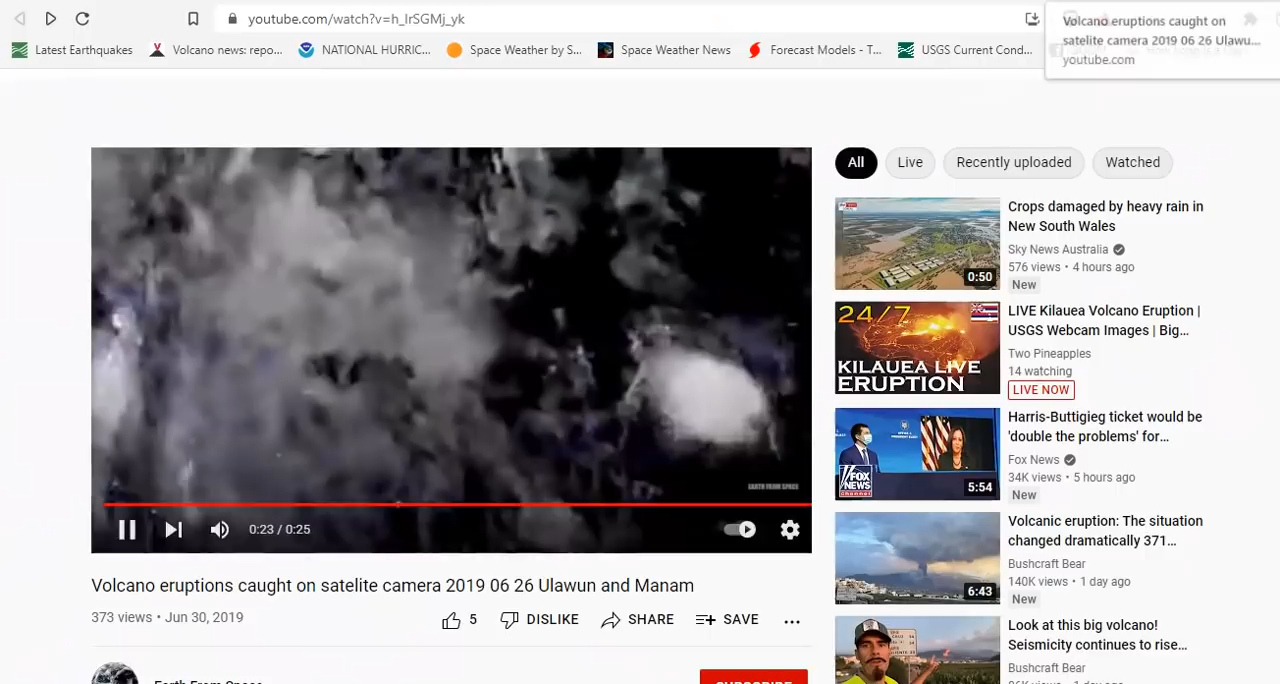 youtube.com/watch?v=h_lrSGMj_yk
Volcano eruptions caught on
satelite camera 2019 06 26 Ulawu...
youtube.com
Latest Earthquakes
Volcano news: repo...
NATIONAL HURRIC...
Space Weather by S...
Space Weather News
Forecast Models - T...
USGS Current Cond...
EARTH FROM SPACE
0:23 / 0:25
Volcano eruptions caught on satelite camera 2019 06 26 Ulawun and Manam
373 views • Jun 30, 2019
5
DISLIKE
SHARE
SAVE
Earth From Space
SUBSCRIBE
All
Live
Recently uploaded
Watched
0:50
Crops damaged by heavy rain in
New South Wales
Sky News Australia
576 views • 4 hours ago
New
24/7
KILAUEA LIVE
ERUPTION
LIVE Kilauea Volcano Eruption |
USGS Webcam Images | Big...
Two Pineapples
14 watching
LIVE NOW
FOX
NEWS
channel
5:54
Harris-Buttigieg ticket would be
'double the problems' for...
Fox News
34K views • 5 hours ago
New
6:43
Volcanic eruption: The situation
changed dramatically 371...
Bushcraft Bear
140K views • 1 day ago
New
Look at this big volcano!
Seismicity continues to rise...
Bushcraft Bear